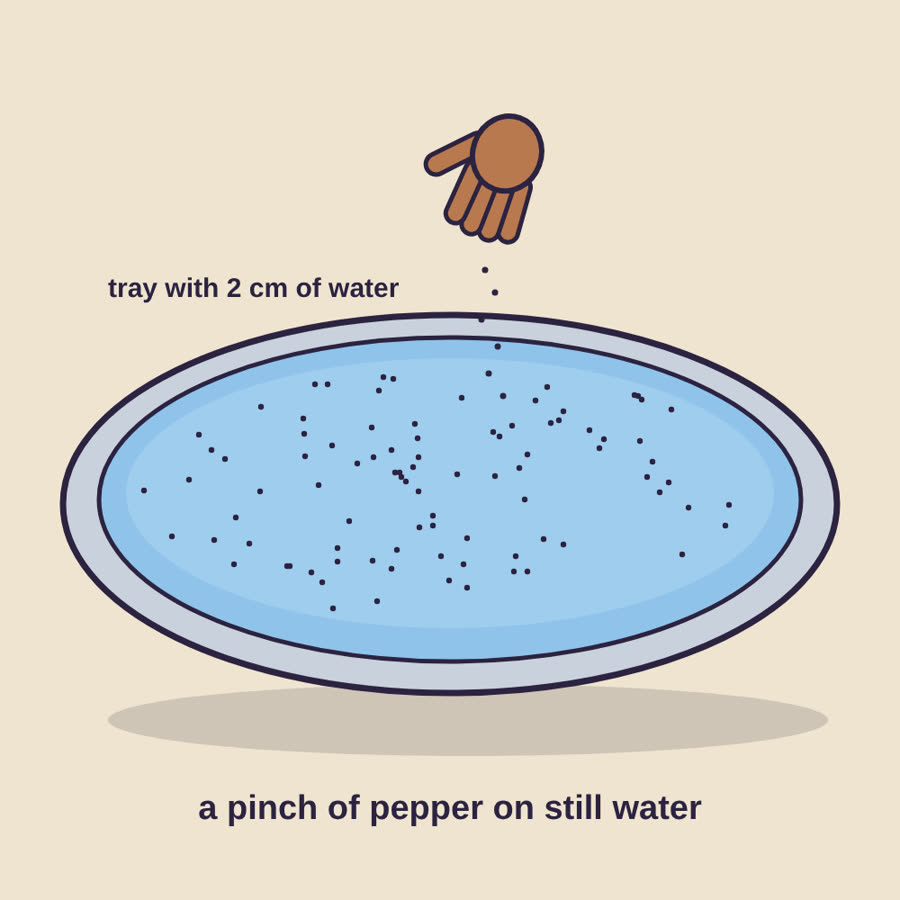 tray with 2 cm of water
a pinch of pepper on still water